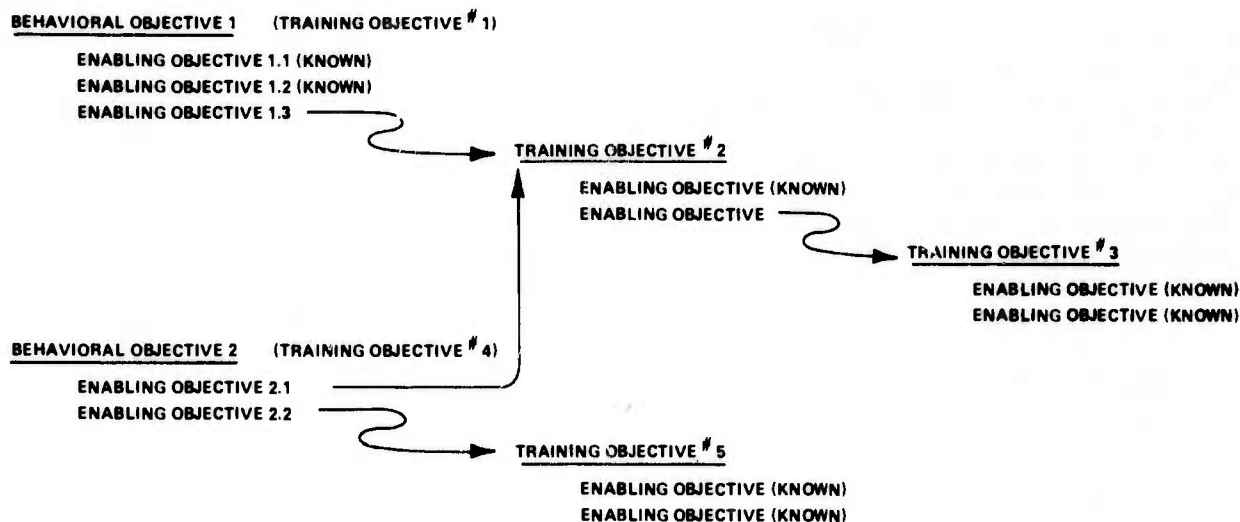 BEHAVIORAL OBJECTIVE 1 (TRAINING OBJECTIVE # 1)
ENABLING OBJECTIVE 1.1 (KNOWN)
ENABLING OBJECTIVE 1.2 (KNOWN)
ENABLING OBJECTIVE 1.3
TRAINING OBJECTIVE # 2
ENABLING OBJECTIVE (KNOWN)
ENABLING OBJECTIVE
TRAINING OBJECTIVE # 3
ENABLING OBJECTIVE (KNOWN)
ENABLING OBJECTIVE (KNOWN)
BEHAVIORAL OBJECTIVE 2 (TRAINING OBJECTIVE # 4)
ENABLING OBJECTIVE 2.1
ENABLING OBJECTIVE 2.2
TRAINING OBJECTIVE # 5
ENABLING OBJECTIVE (KNOWN)
ENABLING OBJECTIVE (KNOWN)